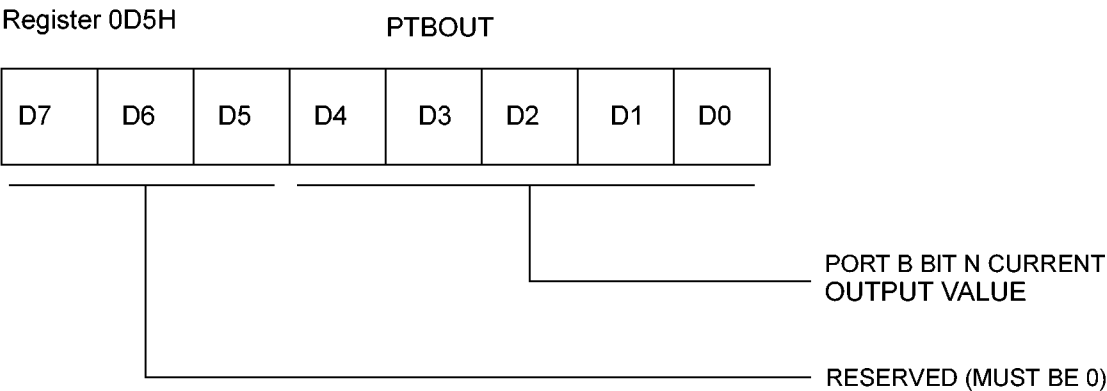 Register 0D5H
PTBOUT
D7 D6 D5 D4 D3 D2 D1 D0
PORT B BIT N CURRENT
OUTPUT VALUE
RESERVED (MUST BE 0)